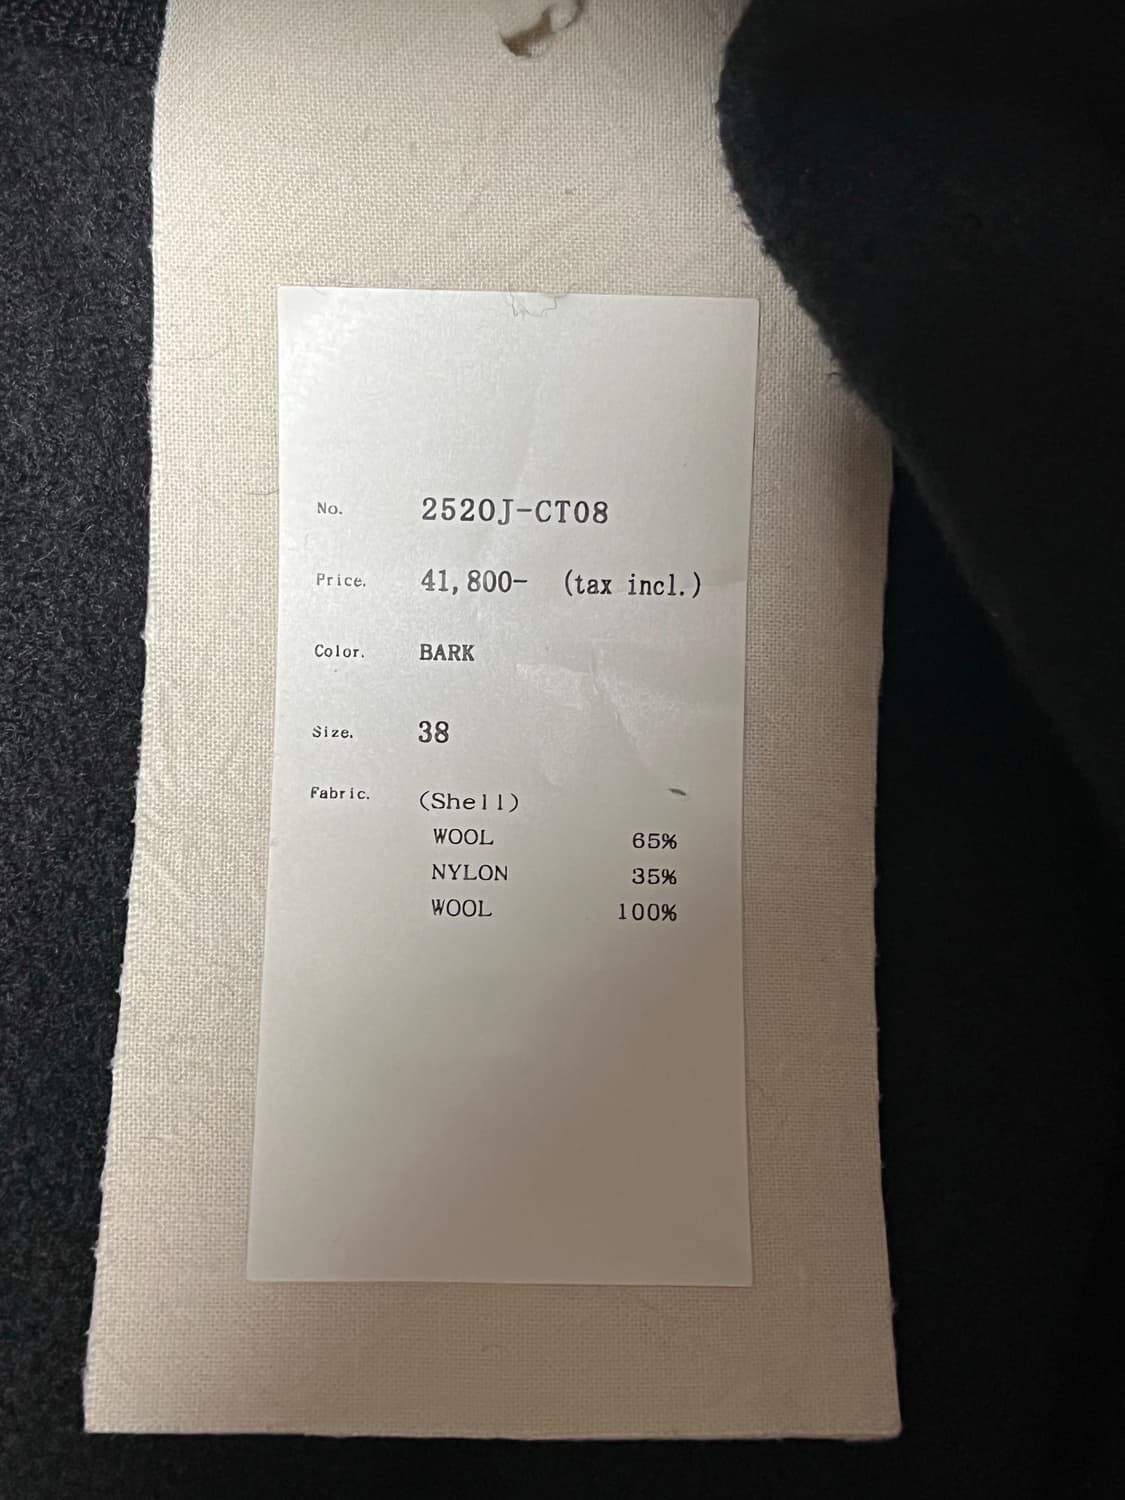 No. 2520J-CT08
Price. 41,800- (tax incl.)
Color. BARK
Size. 38
Fabric. (Shell)
WOOL 65%
NYLON 35%
WOOL 100%